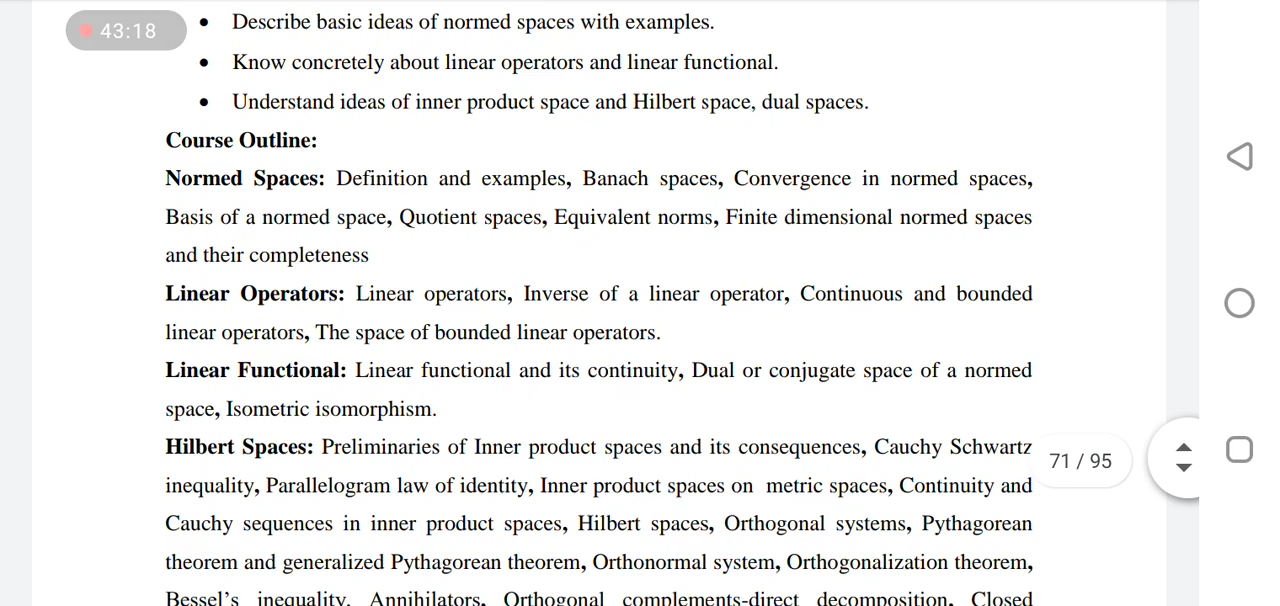 43:18
• Describe basic ideas of normed spaces with examples.
• Know concretely about linear operators and linear functional.
• Understand ideas of inner product space and Hilbert space, dual spaces.
Course Outline:
Normed Spaces: Definition and examples, Banach spaces, Convergence in normed spaces,
Basis of a normed space, Quotient spaces, Equivalent norms, Finite dimensional normed spaces
and their completeness
Linear Operators: Linear operators, Inverse of a linear operator, Continuous and bounded
linear operators, The space of bounded linear operators.
Linear Functional: Linear functional and its continuity, Dual or conjugate space of a normed
space, Isometric isomorphism.
Hilbert Spaces: Preliminaries of Inner product spaces and its consequences, Cauchy Schwartz
71 / 95
inequality, Parallelogram law of identity, Inner product spaces on metric spaces, Continuity and
Cauchy sequences in inner product spaces, Hilbert spaces, Orthogonal systems, Pythagorean
theorem and generalized Pythagorean theorem, Orthonormal system, Orthogonalization theorem,
Bessel's inequality, Annihilators, Orthogonal complements-direct decomposition, Closed